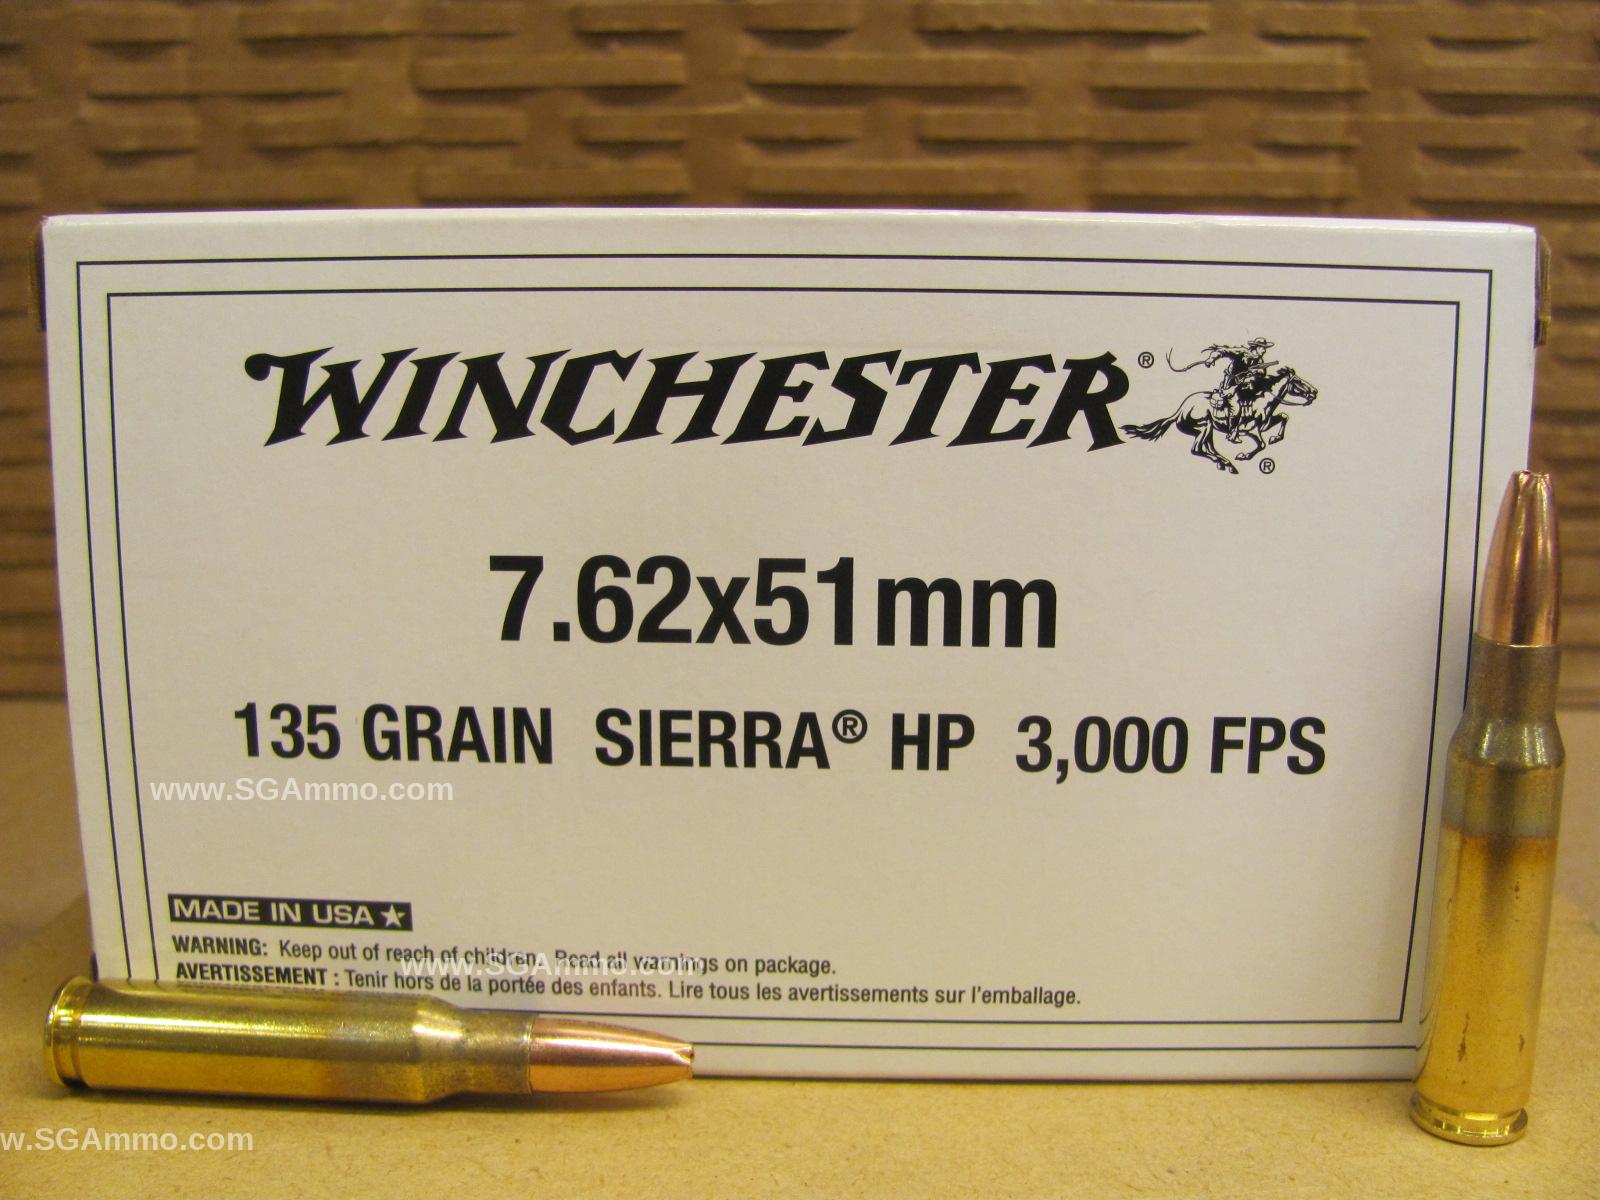 WINCHESTER®
®
7.62x51mm
135 GRAIN SIERRA® HP 3,000 FPS
www.SGAmmo.com
MADE IN USA
WARNING: Keep out of reach of children. Read all warnings on package.
www.SGAmmo.com
AVERTISSEMENT : Tenir hors de la portée des enfants. Lire tous les avertissements sur l'emballage.
w.SGAmmo.com